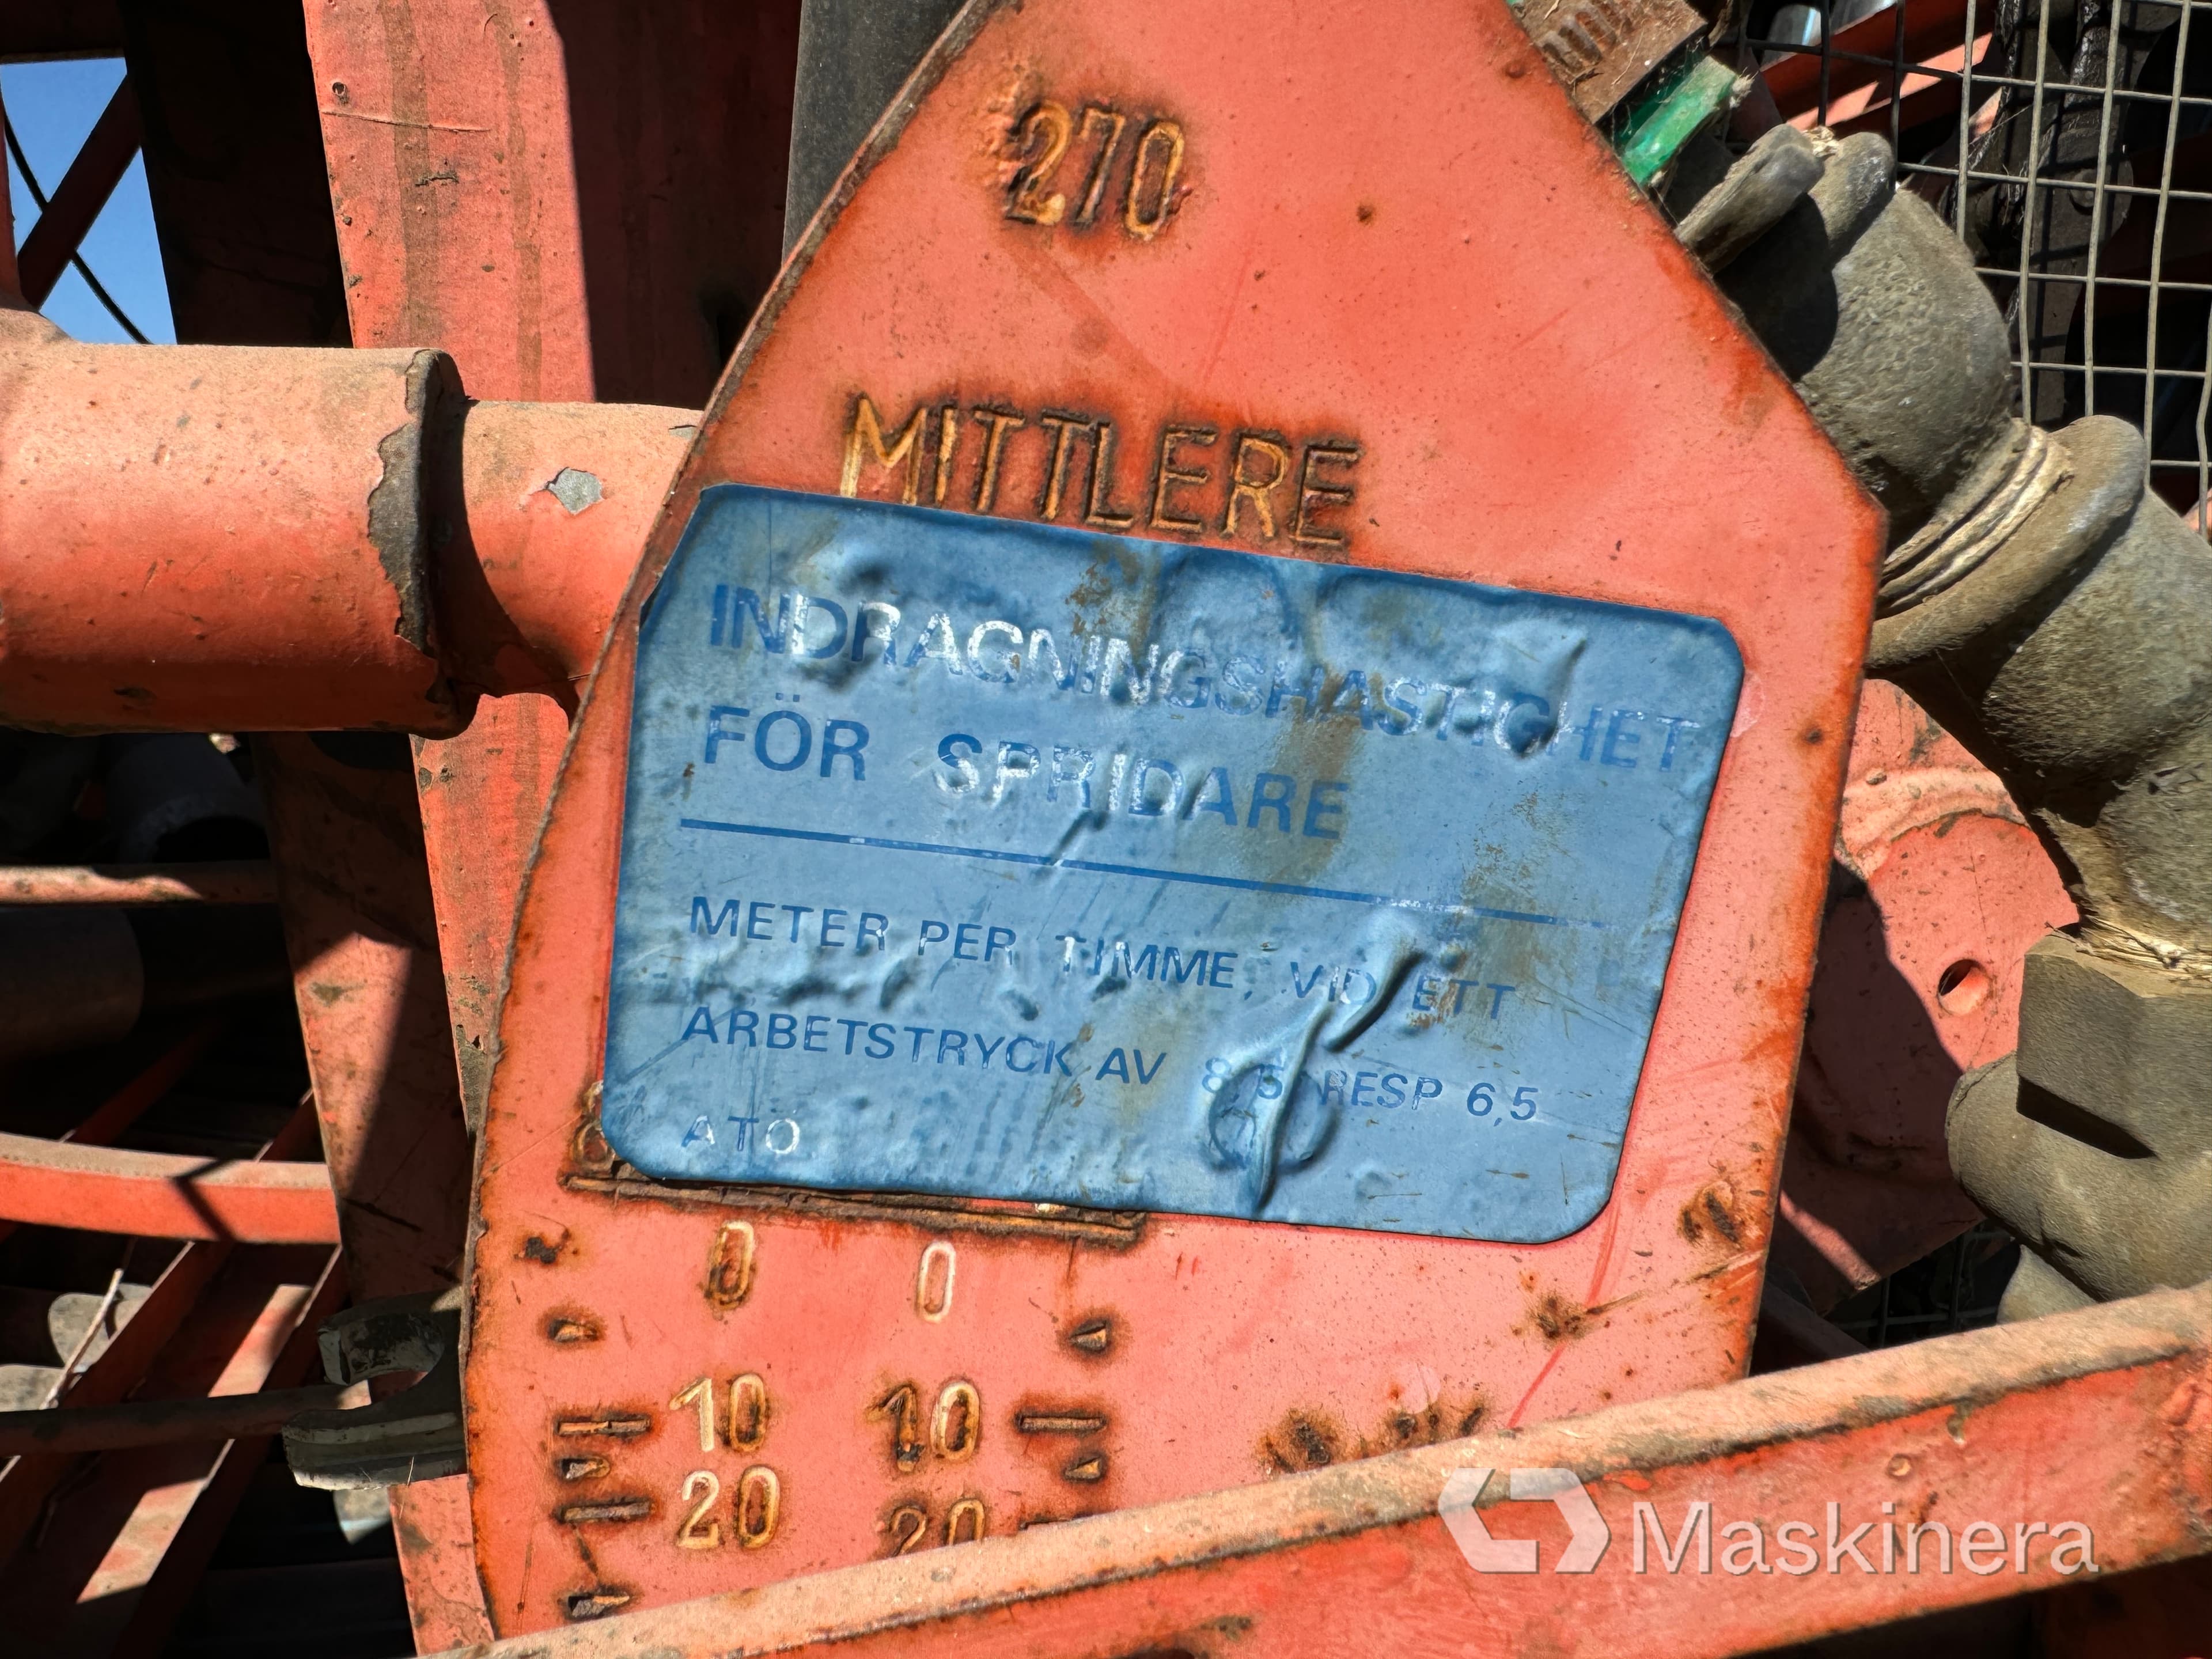 270
MITTLERE
INDRAGNINGSHASTIGHET
FÖR SPRIDARE
METER PER TIMME, VID ETT
ARBETSTRYCK AV 8,5 RESP 6,5
ATÖ
0 0
10 10
20 20
Maskinera